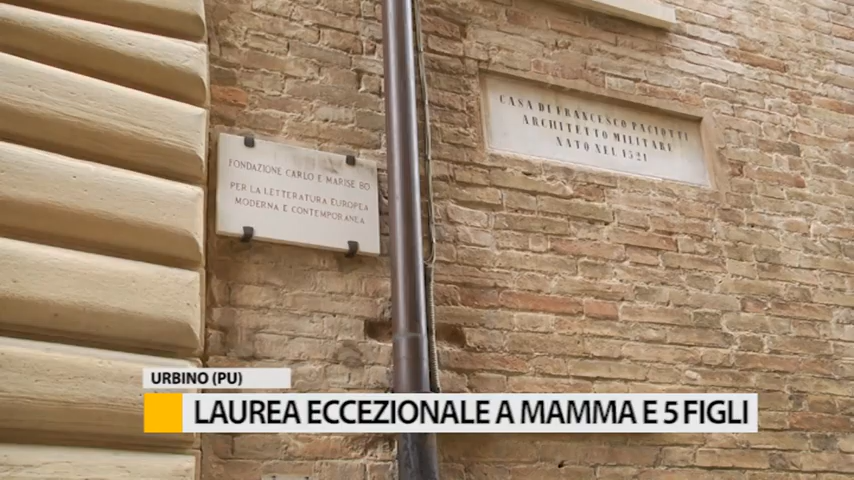 FONDAZIONE CARLO E MARISE BO
PER LA LETTERATURA EUROPEA
MODERNA E CONTEMPORANEA
CASA DI FRANCESCO PACIOTTI
ARCHITETTO MILITARE
NATO NEL 1521
URBINO (PU)
LAUREA ECCEZIONALE A MAMMA E 5 FIGLI